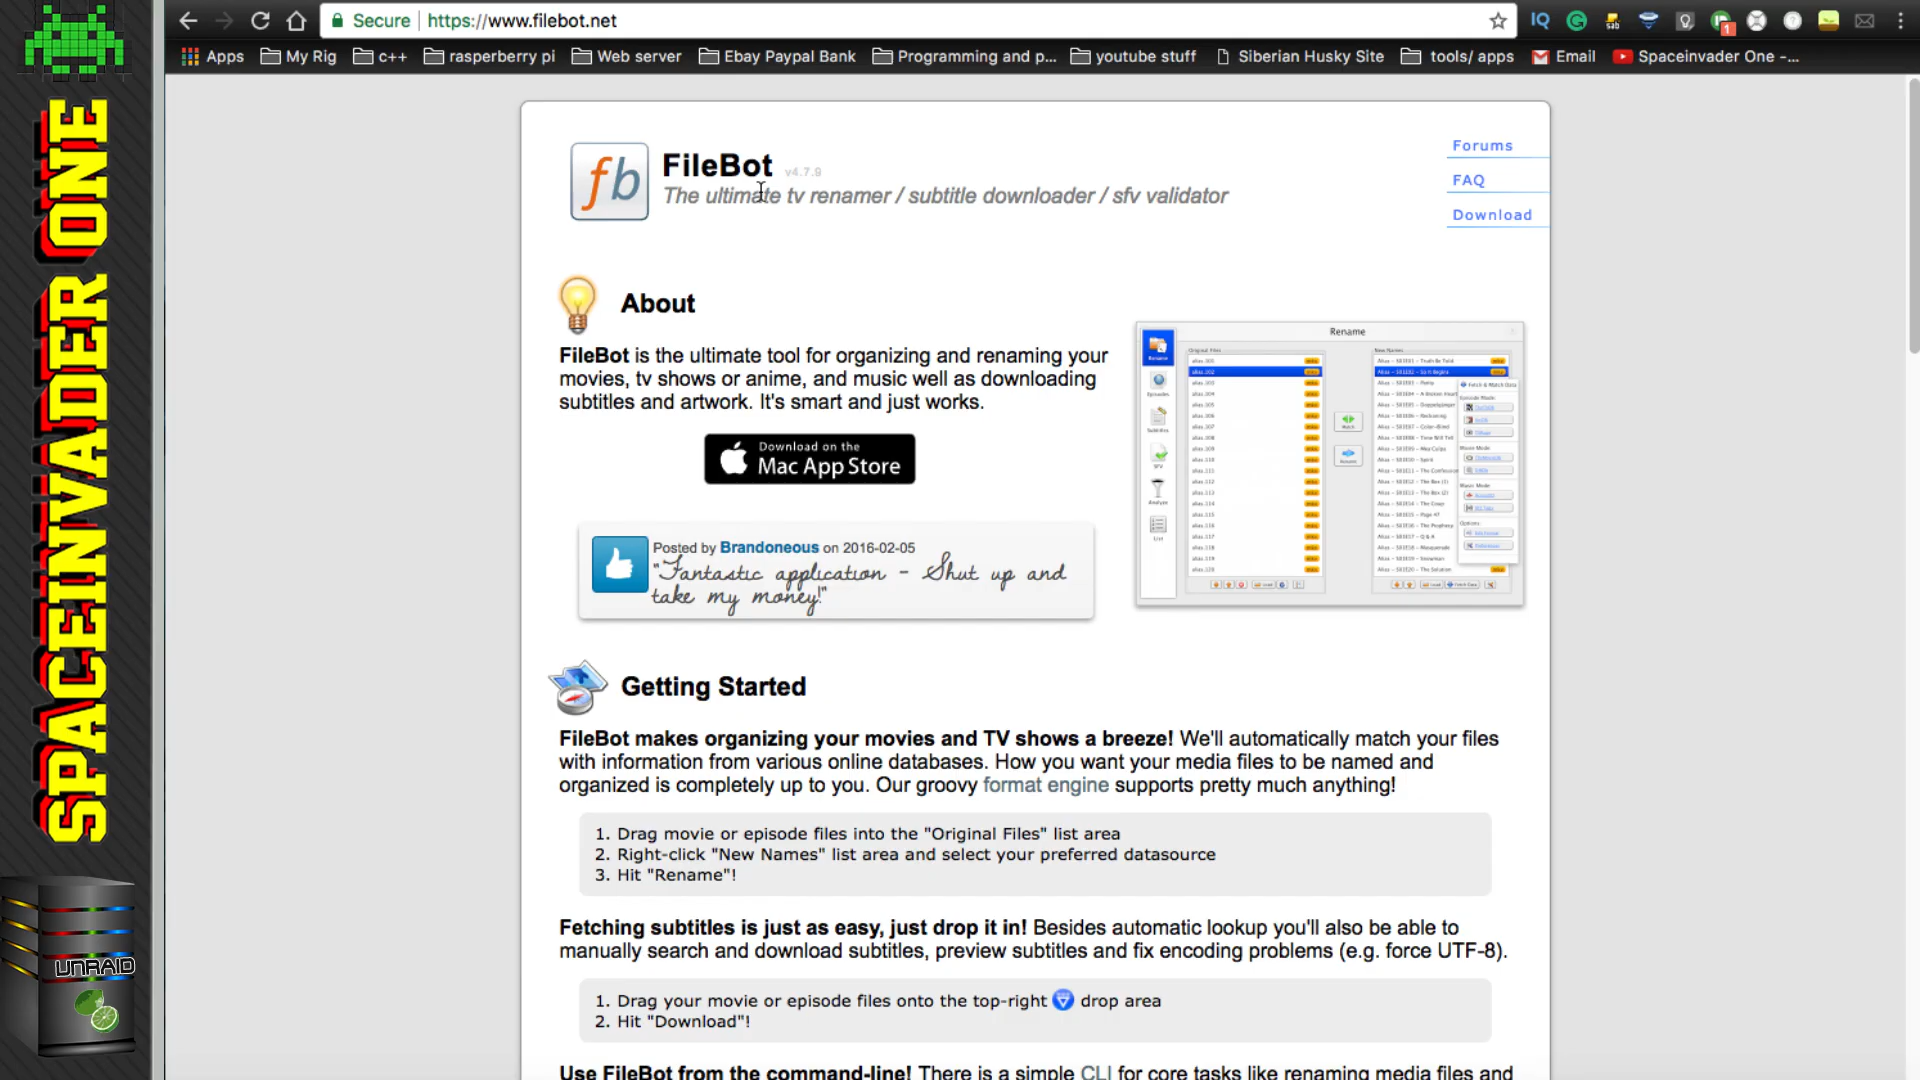 Secure https://www.filebot.net
IQ
sab
1
Apps My Rig c++ rasperberry pi Web server Ebay Paypal Bank Programming and p... youtube stuff Siberian Husky Site tools/ apps Email Spaceinvader One -...
SPACEINVADER ONE
UNRAID
fb
FileBot v4.7.9
The ultimate tv renamer / subtitle downloader / sfv validator
Forums
FAQ
Download
About
FileBot is the ultimate tool for organizing and renaming your
movies, tv shows or anime, and music well as downloading
subtitles and artwork. It's smart and just works.
Download on the
Mac App Store
Posted by Brandoneous on 2016-02-05
"Fantastic application - Shut up and
take my money!"
Rename
Original Files
New Names
Getting Started
FileBot makes organizing your movies and TV shows a breeze! We'll automatically match your files
with information from various online databases. How you want your media files to be named and
organized is completely up to you. Our groovy format engine supports pretty much anything!
1. Drag movie or episode files into the "Original Files" list area
2. Right-click "New Names" list area and select your preferred datasource
3. Hit "Rename"!
Fetching subtitles is just as easy, just drop it in! Besides automatic lookup you'll also be able to
manually search and download subtitles, preview subtitles and fix encoding problems (e.g. force UTF-8).
1. Drag your movie or episode files onto the top-right drop area
2. Hit "Download"!
Use FileBot from the command-line! There is a simple CLI for core tasks like renaming media files and